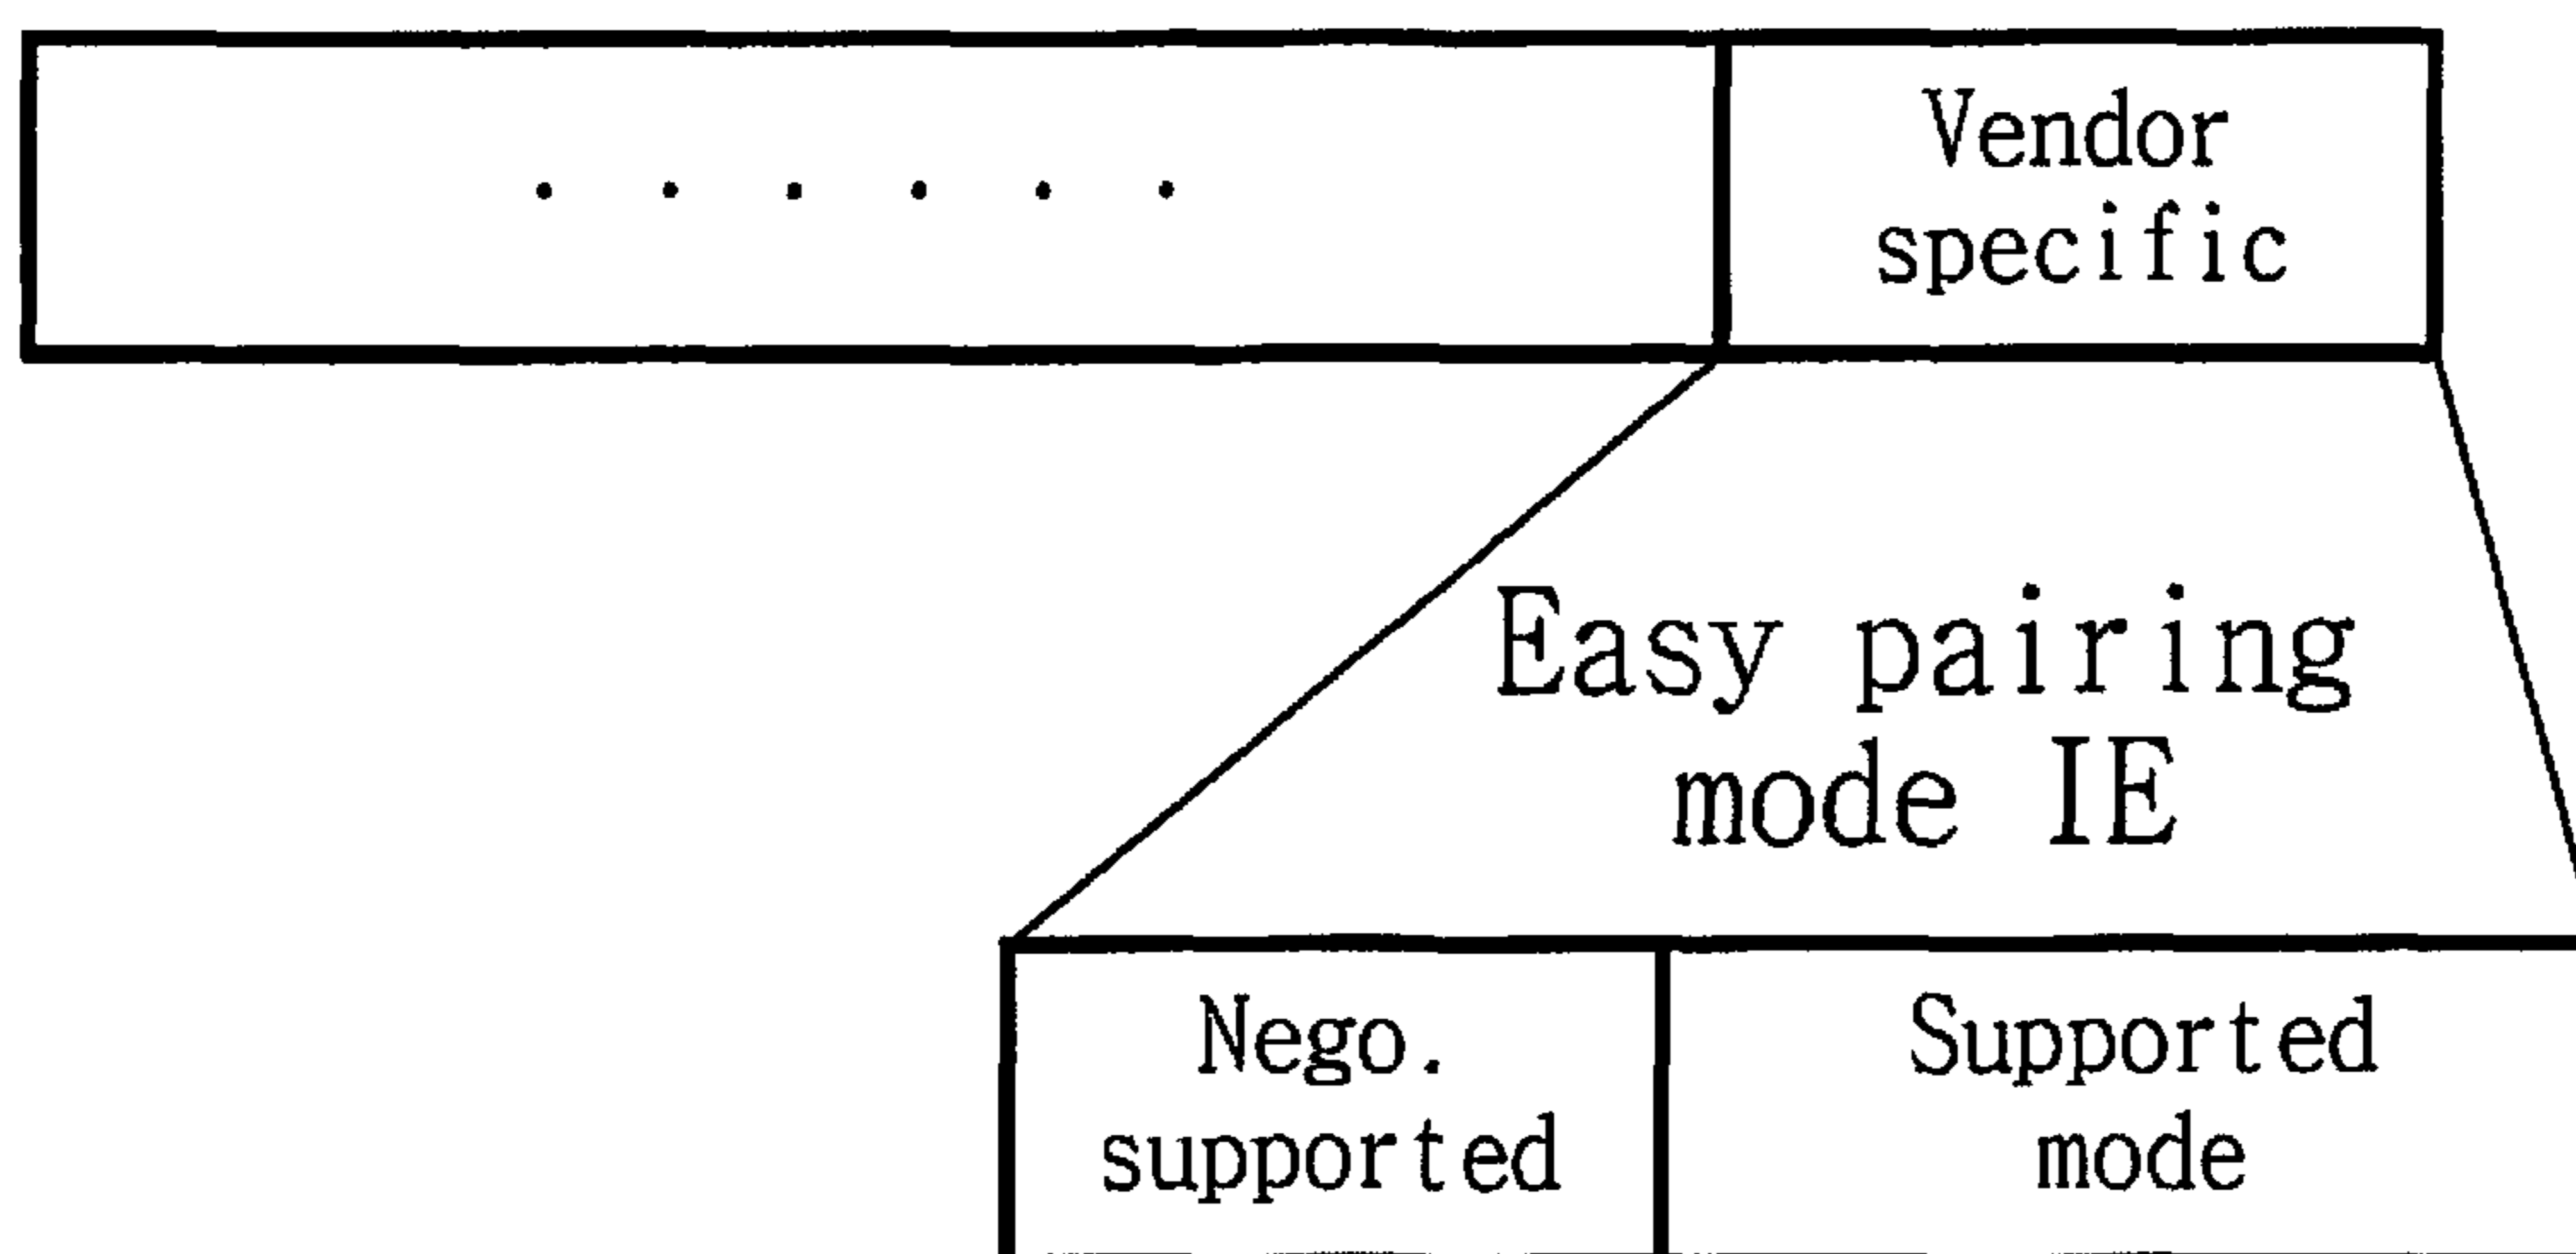 . . . . . .
Vendor
specific
Easy pairing
mode IE
Nego.
supported
Supported
mode